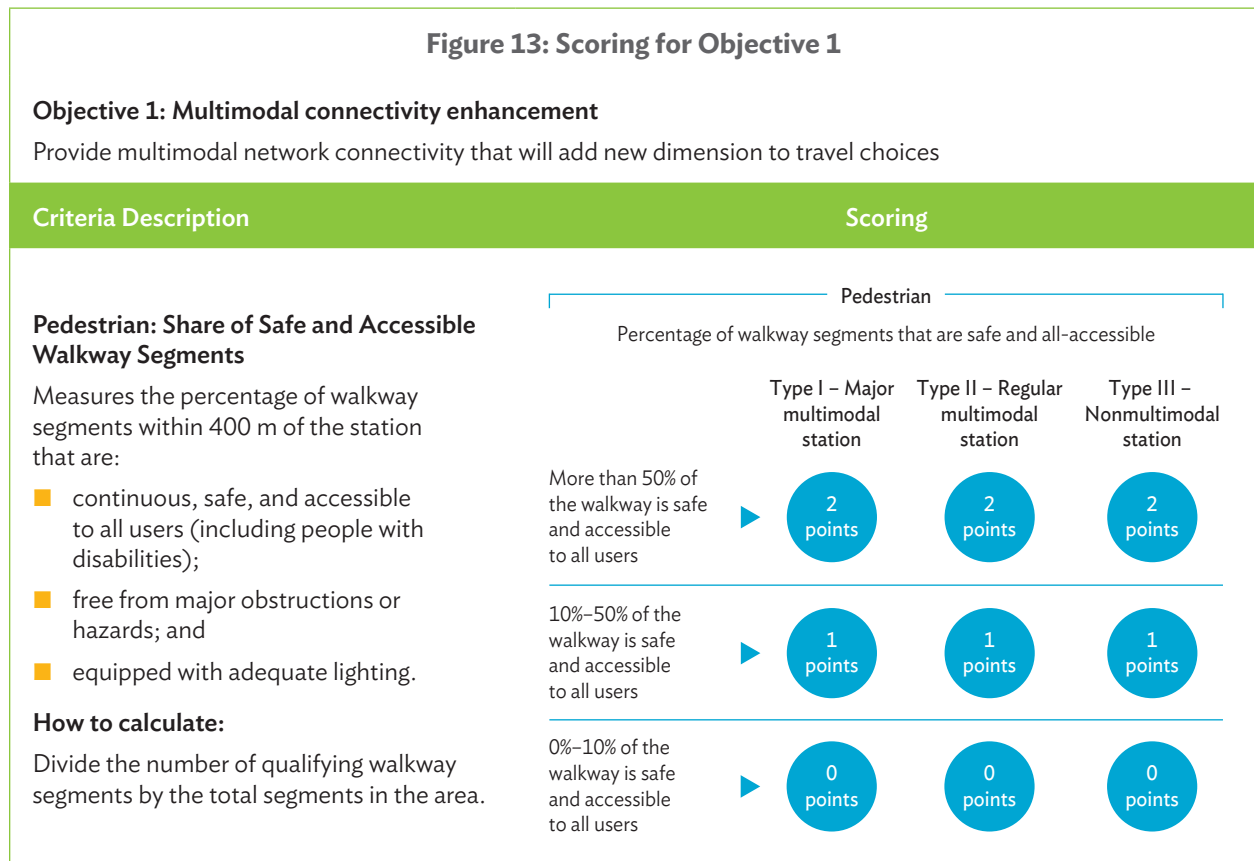 Figure 13: Scoring for Objective 1
Objective 1: Multimodal connectivity enhancement
Provide multimodal network connectivity that will add new dimension to travel choices
Criteria Description
Scoring
Pedestrian: Share of Safe and Accessible
Walkway Segments
Measures the percentage of walkway
segments within 400 m of the station
that are:
continuous, safe, and accessible
to all users (including people with
disabilities);
free from major obstructions or
hazards; and
equipped with adequate lighting.
How to calculate:
Divide the number of qualifying walkway
segments by the total segments in the area.
Pedestrian
Percentage of walkway segments that are safe and all-accessible
Type I – Major
multimodal
station
Type II – Regular
multimodal
station
Type III –
Nonmultimodal
station
More than 50% of
the walkway is safe
and accessible
to all users
2
points
2
points
2
points
10%–50% of the
walkway is safe
and accessible
to all users
1
points
1
points
1
points
0%–10% of the
walkway is safe
and accessible
to all users
0
points
0
points
0
points